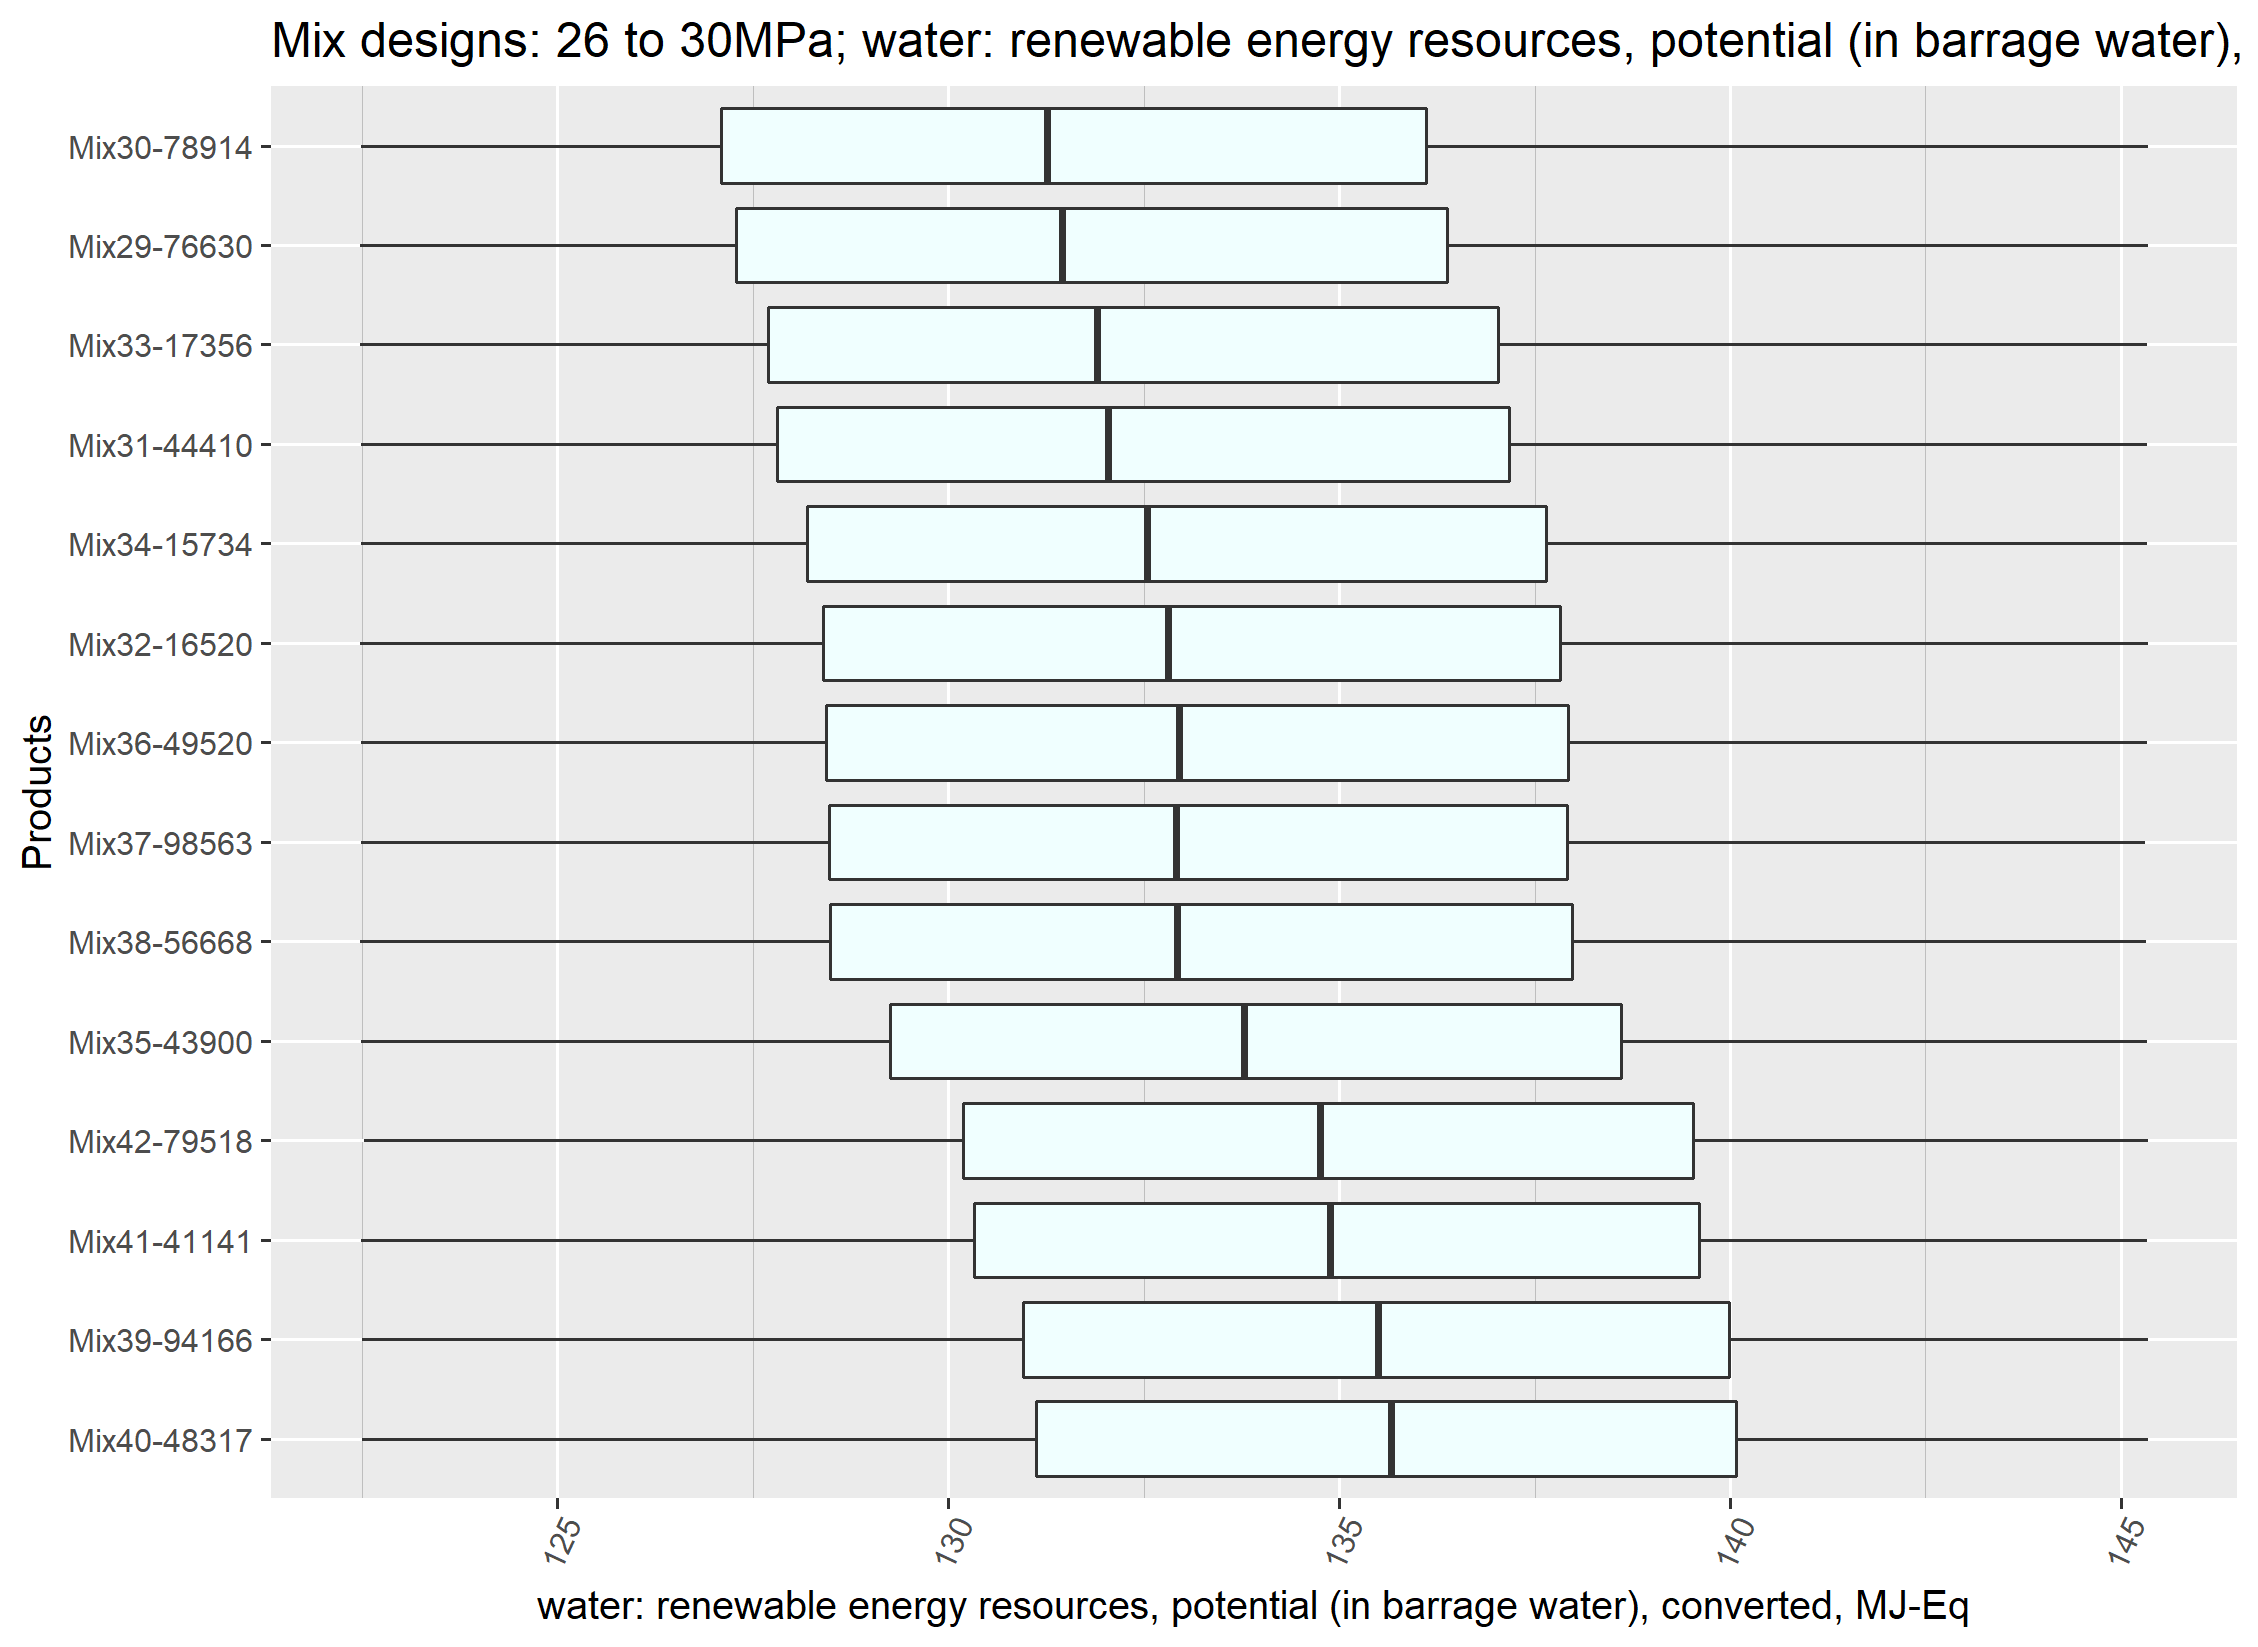 Mix designs: 26 to 30MPa; water: renewable energy resources, potential (in barrage water),
Products
Mix30-78914
Mix29-76630
Mix33-17356
Mix31-44410
Mix34-15734
Mix32-16520
Mix36-49520
Mix37-98563
Mix38-56668
Mix35-43900
Mix42-79518
Mix41-41141
Mix39-94166
Mix40-48317
125 130 135 140 145
water: renewable energy resources, potential (in barrage water), converted, MJ-Eq